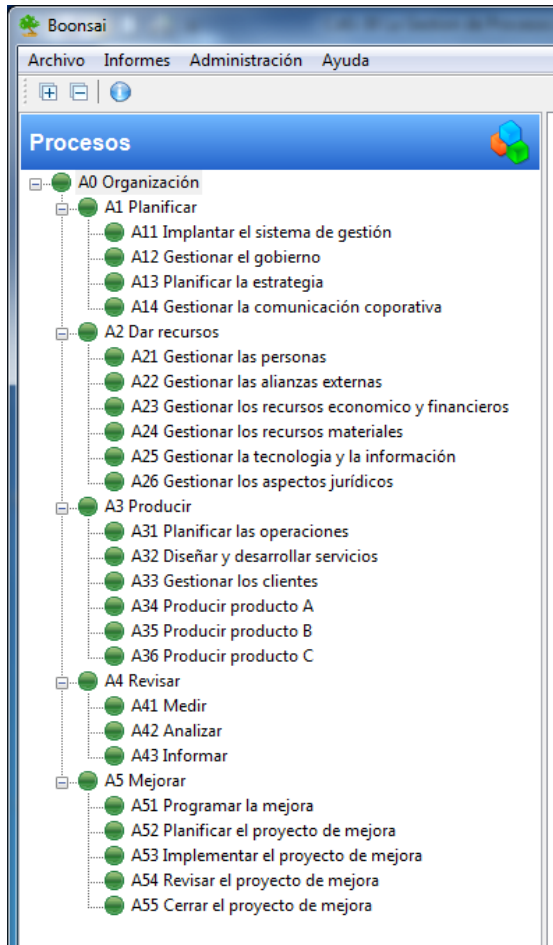 Boonsai
Archivo Informes Administración Ayuda
Procesos
A0 Organización
A1 Planificar
A11 Implantar el sistema de gestión
A12 Gestionar el gobierno
A13 Planificar la estrategia
A14 Gestionar la comunicación coporativa
A2 Dar recursos
A21 Gestionar las personas
A22 Gestionar las alianzas externas
A23 Gestionar los recursos economico y financieros
A24 Gestionar los recursos materiales
A25 Gestionar la tecnologia y la información
A26 Gestionar los aspectos jurídicos
A3 Producir
A31 Planificar las operaciones
A32 Diseñar y desarrollar servicios
A33 Gestionar los clientes
A34 Producir producto A
A35 Producir producto B
A36 Producir producto C
A4 Revisar
A41 Medir
A42 Analizar
A43 Informar
A5 Mejorar
A51 Programar la mejora
A52 Planificar el proyecto de mejora
A53 Implementar el proyecto de mejora
A54 Revisar el proyecto de mejora
A55 Cerrar el proyecto de mejora